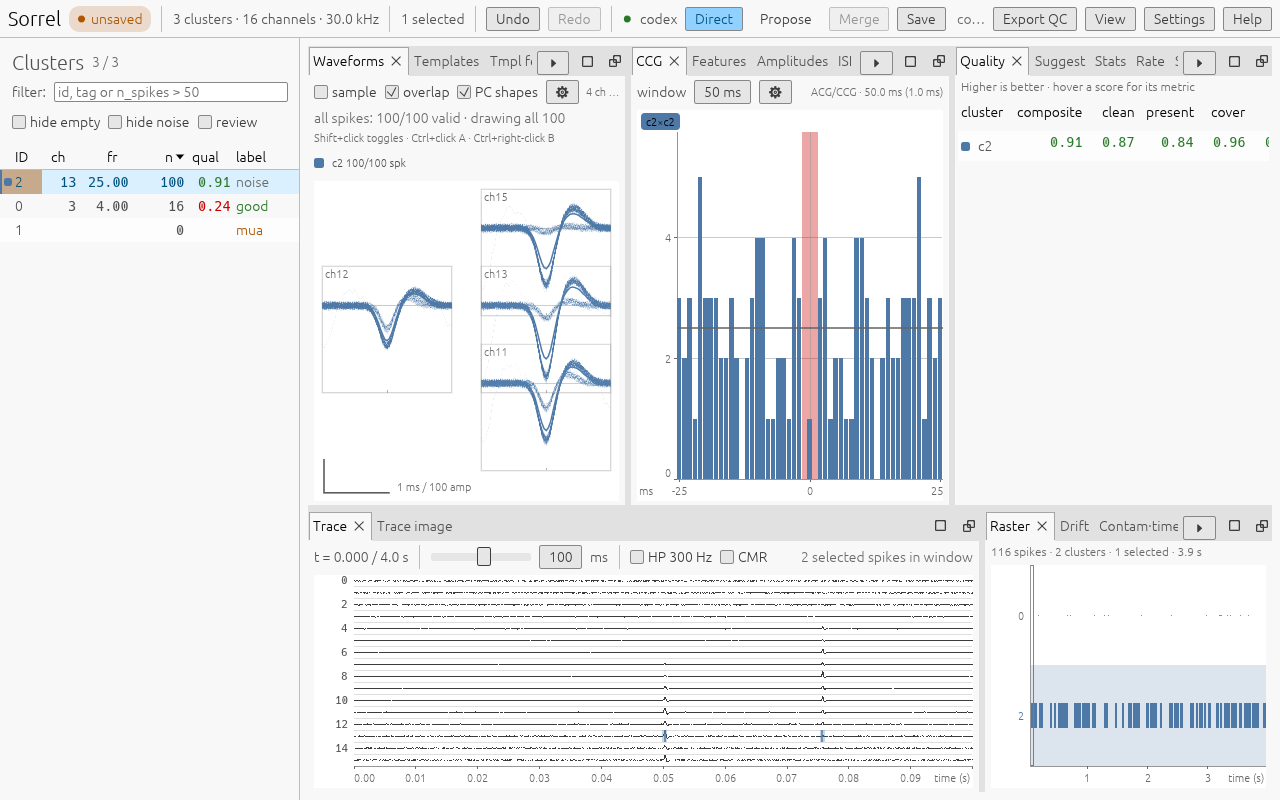 Sorrel ● unsaved 3 clusters · 16 channels · 30.0 kHz 1 selected Undo Redo ● codex Direct Propose Merge Save co… Export QC View Settings Help
Clusters 3 / 3
filter: id, tag or n_spikes > 50
hide empty hide noise review
ID ch fr n qual label
2 13 25.00 100 0.91 noise
0 3 4.00 16 0.24 good
1 0 mua
Waveforms Templates Tmpl f
sample overlap PC shapes 4 ch …
all spikes: 100/100 valid · drawing all 100
Shift+click toggles · Ctrl+click A · Ctrl+right-click B
c2 100/100 spk
ch15
ch12
ch13
ch11
1 ms / 100 amp
CCG Features Amplitudes ISI
window 50 ms ACG/CCG · 50.0 ms (1.0 ms)
c2×c2
4
2
0
ms -25 0 25
Quality Suggest Stats Rate
Higher is better · hover a score for its metric
cluster composite clean present cover
c2 0.91 0.87 0.84 0.96
Trace Trace image
t = 0.000 / 4.0 s 100 ms HP 300 Hz CMR 2 selected spikes in window
0
2
4
6
8
10
12
14
0.00 0.01 0.02 0.03 0.04 0.05 0.06 0.07 0.08 0.09 time (s)
Raster Drift Contam-time
116 spikes · 2 clusters · 1 selected · 3.9 s
0
2
1 2 3 time (s)